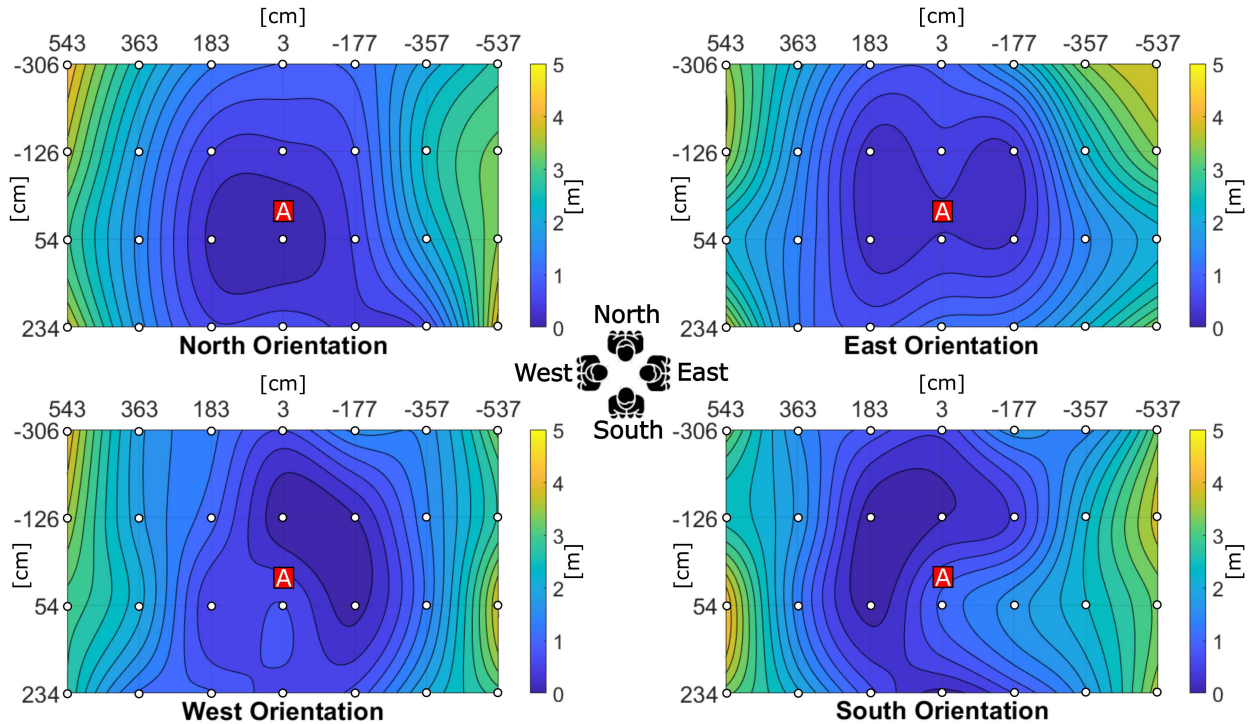 [cm] [cm]
543 363 183 3 -177 -357 -537 543 363 183 3 -177 -357 -537
-306 5 -306 5
4 4
-126 -126
3 3
[cm] A [m] [cm] A [m]
2 2
54 54
1 1
234 0 234 0
North Orientation East Orientation
North
West East
South
[cm] [cm]
543 363 183 3 -177 -357 -537 543 363 183 3 -177 -357 -537
-306 5 -306 5
4 4
-126 -126
3 3
[cm] A [m] [cm] A [m]
2 2
54 54
1 1
234 0 234 0
West Orientation South Orientation